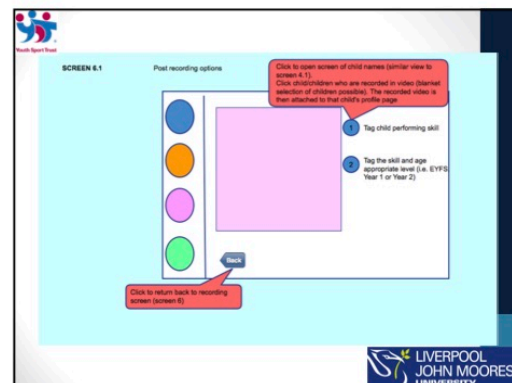 Youth Sport Trust
SCREEN 6.1
Post recording options
Click to open screen of child names (similar view to
screen 4.1).
Click child/children who are recorded in video (blanket
selection of children possible). The recorded video is
then attached to that child's profile page
1 Tag child performing skill
2 Tag the skill and age
appropriate level (i.e. EYFS,
Year 1 or Year 2)
Back
Click to return back to recording
screen (screen 6)
LIVERPOOL
JOHN MOORES
UNIVERSITY